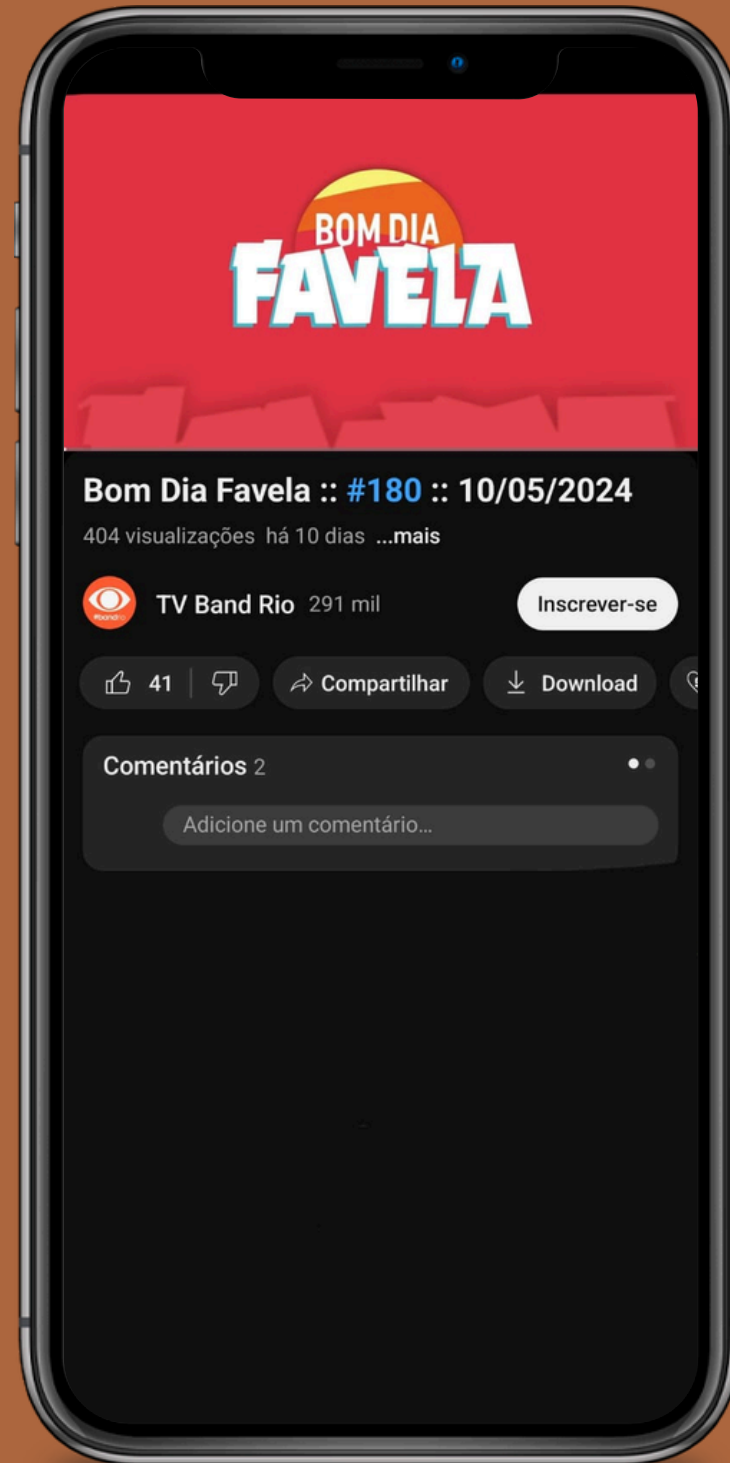 BOM DIA
FAVELA
Bom Dia Favela :: #180 :: 10/05/2024
404 visualizações há 10 dias ...mais
TV Band Rio 291 mil
Inscrever-se
41
Compartilhar
Download
Comentários 2
Adicione um comentário...